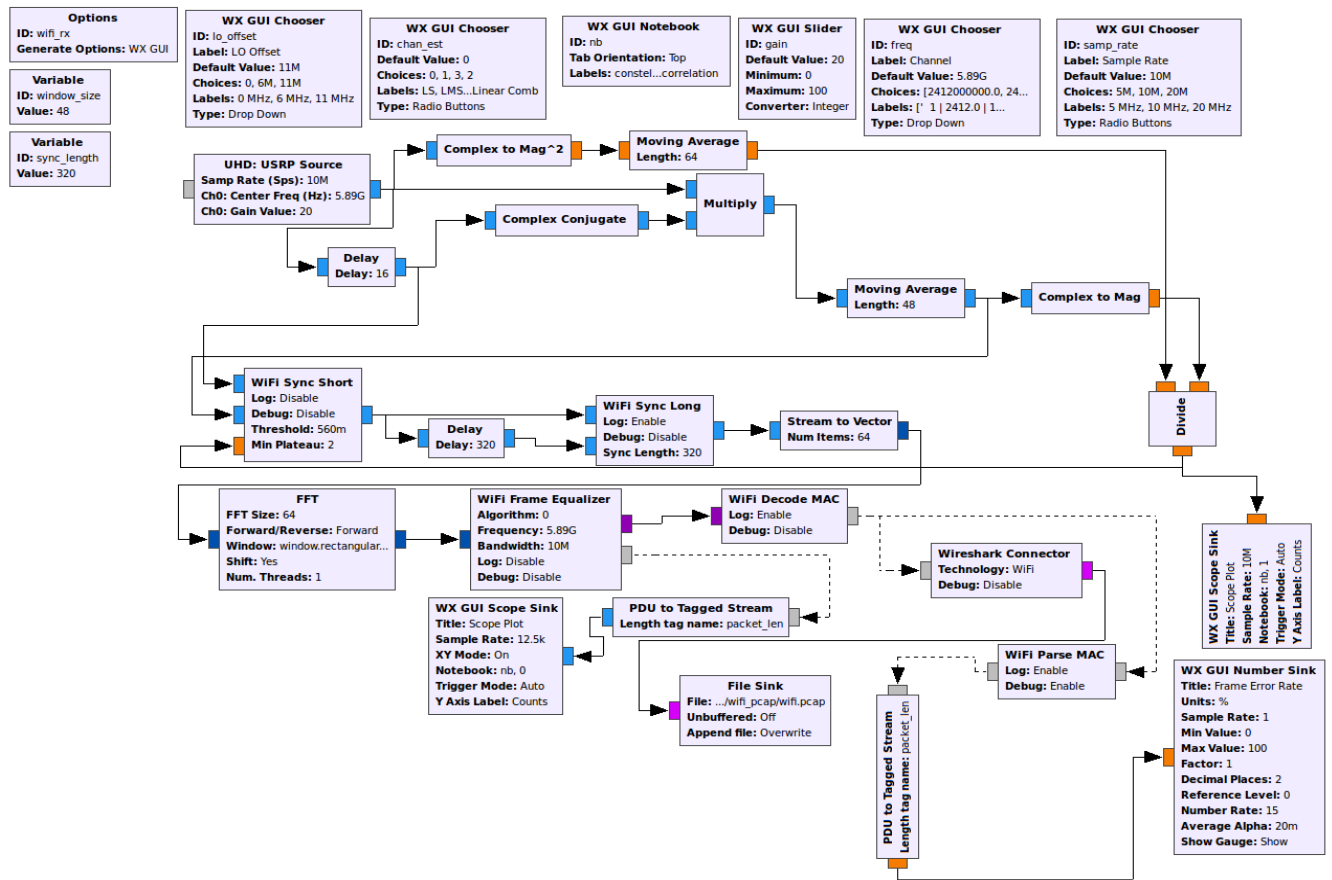 Options
ID: wifi_rx
Generate Options: WX GUI
WX GUI Chooser
ID: lo_offset
Label: LO Offset
Default Value: 11M
Choices: 0, 6M, 11M
Labels: 0 MHz, 6 MHz, 11 MHz
Type: Drop Down
WX GUI Chooser
ID: chan_est
Default Value: 0
Choices: 0, 1, 3, 2
Labels: LS, LMS...Linear Comb
Type: Radio Buttons
WX GUI Notebook
ID: nb
Tab Orientation: Top
Labels: constel...correlation
WX GUI Slider
ID: gain
Default Value: 20
Minimum: 0
Maximum: 100
Converter: Integer
WX GUI Chooser
ID: freq
Label: Channel
Default Value: 5.89G
Choices: [2412000000.0, 24...
Labels: ['  1 | 2412.0 | 1...
Type: Drop Down
WX GUI Chooser
ID: samp_rate
Label: Sample Rate
Default Value: 10M
Choices: 5M, 10M, 20M
Labels: 5 MHz, 10 MHz, 20 MHz
Type: Radio Buttons
Variable
ID: window_size
Value: 48
Variable
ID: sync_length
Value: 320
UHD: USRP Source
Samp Rate (Sps): 10M
Ch0: Center Freq (Hz): 5.89G
Ch0: Gain Value: 20
Complex to Mag^2
Moving Average
Length: 64
Multiply
Complex Conjugate
Delay
Delay: 16
Moving Average
Length: 48
Complex to Mag
Divide
WiFi Sync Short
Log: Disable
Debug: Disable
Threshold: 560m
Min Plateau: 2
Delay
Delay: 320
WiFi Sync Long
Log: Enable
Debug: Disable
Sync Length: 320
Stream to Vector
Num Items: 64
FFT
FFT Size: 64
Forward/Reverse: Forward
Window: window.rectangular...
Shift: Yes
Num. Threads: 1
WiFi Frame Equalizer
Algorithm: 0
Frequency: 5.89G
Bandwidth: 10M
Log: Disable
Debug: Disable
WiFi Decode MAC
Log: Enable
Debug: Disable
Wireshark Connector
Technology: WiFi
Debug: Disable
WX GUI Scope Sink
Title: Scope Plot
Sample Rate: 10M
Notebook: nb, 1
Trigger Mode: Auto
Y Axis Label: Counts
WX GUI Scope Sink
Title: Scope Plot
Sample Rate: 12.5k
XY Mode: On
Notebook: nb, 0
Trigger Mode: Auto
Y Axis Label: Counts
PDU to Tagged Stream
Length tag name: packet_len
WiFi Parse MAC
Log: Enable
Debug: Enable
File Sink
File: .../wifi_pcap/wifi.pcap
Unbuffered: Off
Append file: Overwrite
PDU to Tagged Stream
Length tag name: packet_len
WX GUI Number Sink
Title: Frame Error Rate
Units: %
Sample Rate: 1
Min Value: 0
Max Value: 100
Factor: 1
Decimal Places: 2
Reference Level: 0
Number Rate: 15
Average Alpha: 20m
Show Gauge: Show